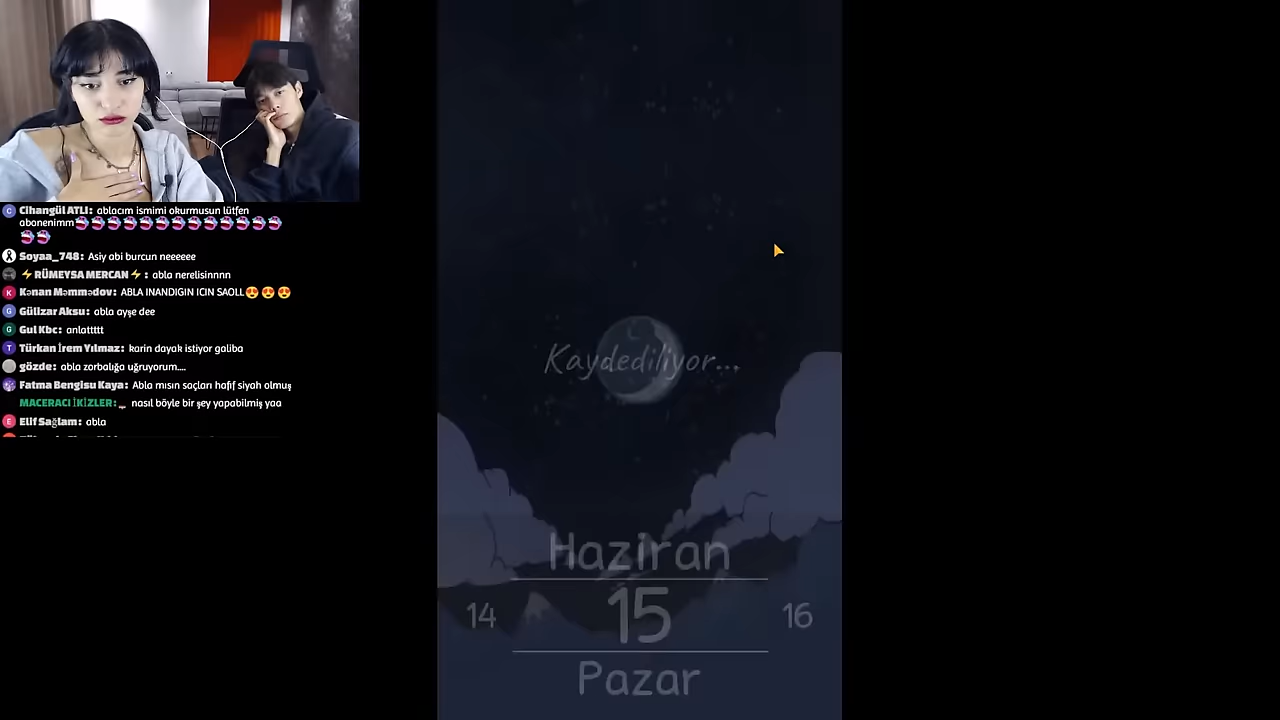 Cihangül ATLI: ablacım ismimi okurmusun lütfen
abonenimm
Soyaa_748: Asiy abi burcun neeeeee
⚡RÜMEYSA MERCAN⚡: abla nerelisinnnn
Kənan Məmmədov: ABLA INANDIGIN ICIN SAOLL😍😍😍
Güllzar Aksu: abla ayşe dee
Gul Kbc: anlattttt
Türkan İrem Yılmaz: karin dayak istiyor galiba
gözde: abla zorbalığa uğruyorum....
Fatma Bengisu Kaya: Abla mısın saçları hafif siyah olmuş
MACERACI İKİZLER: nasıl böyle bir şey yapabilmiş yaa
Elif Sağlam: abla
Kaydediliyor...
Haziran
14 15 16
Pazar